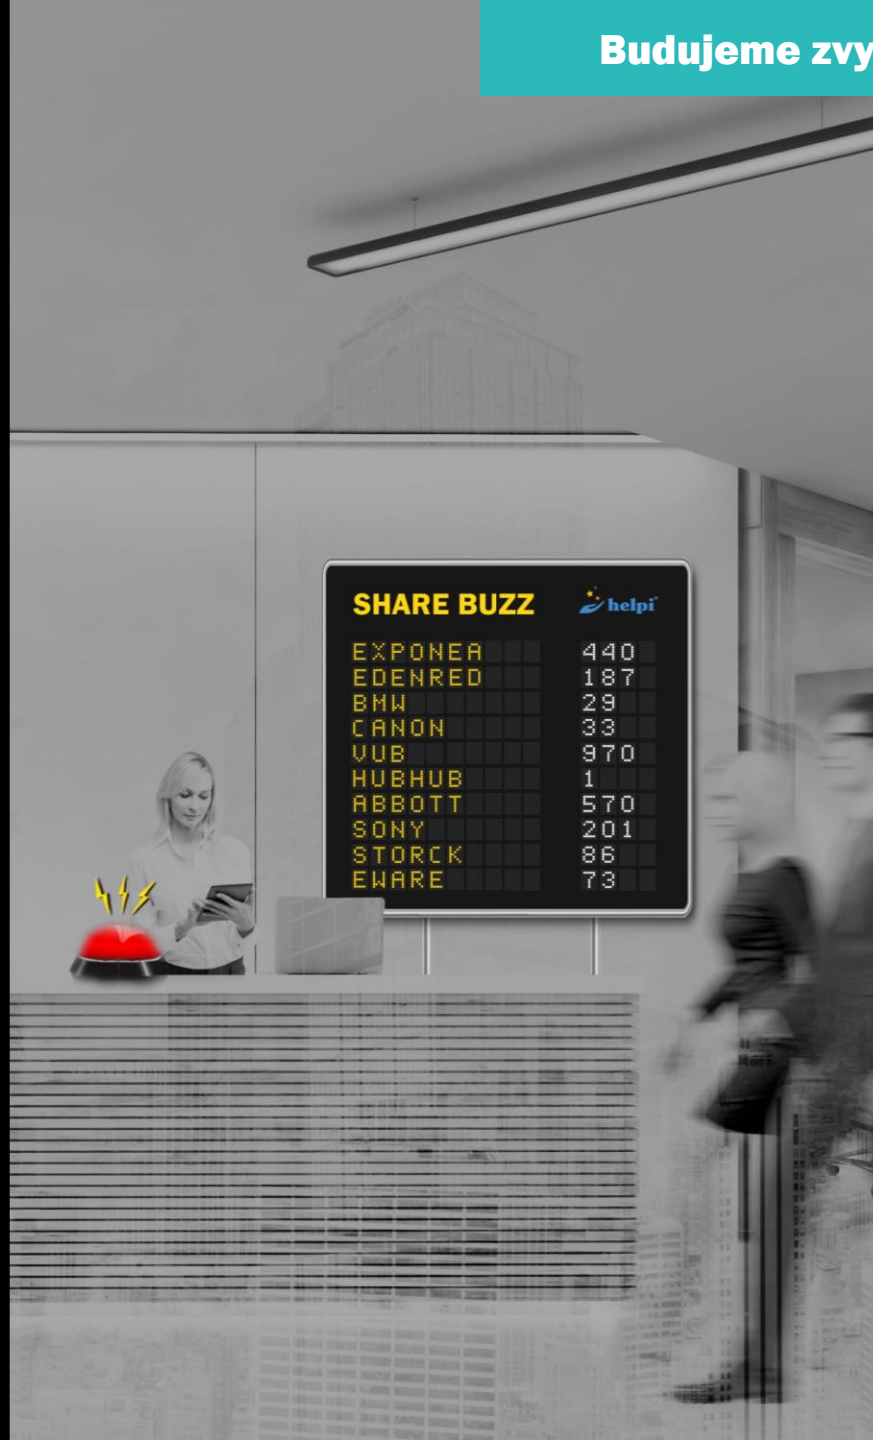 Budujeme zvy
SHARE BUZZ helpi
EXPONEA 440
EDENRED 187
BMW 29
CANON 33
VUB 970
HUBHUB 1
ABBOTT 570
SONY 201
STORCK 86
EWARE 73